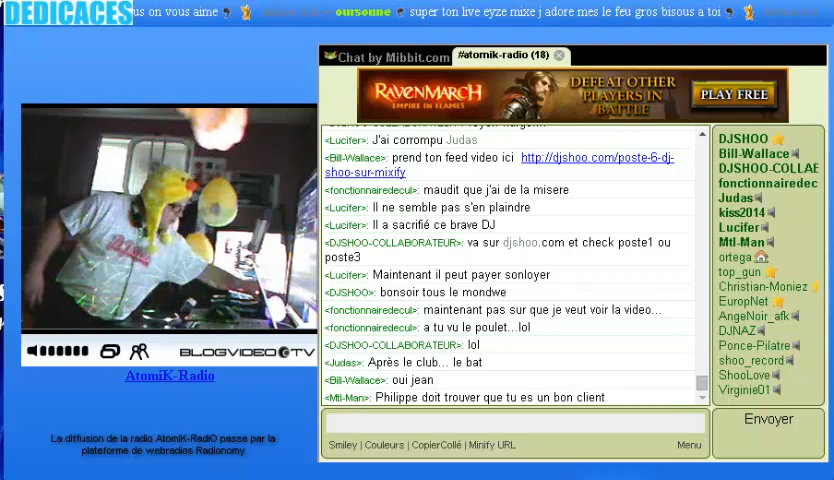 DEDICACES us on vous aime oursonne super ton live eyze mixe j adore mes le feu gros bisous a toi
Chat by Mibbit.com #atomik-radio (18)
RAVENMARCH
EMPIRE IN FLAMES
DEFEAT OTHER
PLAYERS IN
BATTLE
PLAY FREE
<Lucifer>: J'ai corrompu Judas
<Bill-Wallace>: prend ton feed video ici http://djshoo.com/poste-6-dj-
shoo-sur-mixify
<fonctionnairedecul>: maudit que j'ai de la misere
<Lucifer>: Il ne semble pas s'en plaindre
<Lucifer>: Il a sacrifié ce brave DJ
<DJSHOO-COLLABORATEUR>: va sur djshoo.com et check poste1 ou
poste3
<Lucifer>: Maintenant il peut payer sonloyer
<DJSHOO>: bonsoir tous le mondwe
<fonctionnairedecul>: maintenant pas sur que je veut voir la video...
<fonctionnairedecul>: a tu vu le poulet...lol
<DJSHOO-COLLABORATEUR>: lol
<Judas>: Après le club... le bat
<Bill-Wallace>: oui jean
<Mtl-Man>: Philippe doit trouver que tu es un bon client
DJSHOO
Bill-Wallace
DJSHOO-COLLAB
fonctionnairedec
Judas
kiss2014
Lucifer
Mtl-Man
ortega
top_gun
Christian-Moniez
EuropNet
AngeNoir_afk
DJNAZ
Ponce-Pilatre
shoo_record
ShooLove
Virginie01
Smiley | Couleurs | CopierCollé | Minify URL Menu
Envoyer
BLOGVIDEO TV
AtomiK-Radio
La diffusion de la radio AtomiK-RadiO passe par la
plateforme de webradios Radionomy